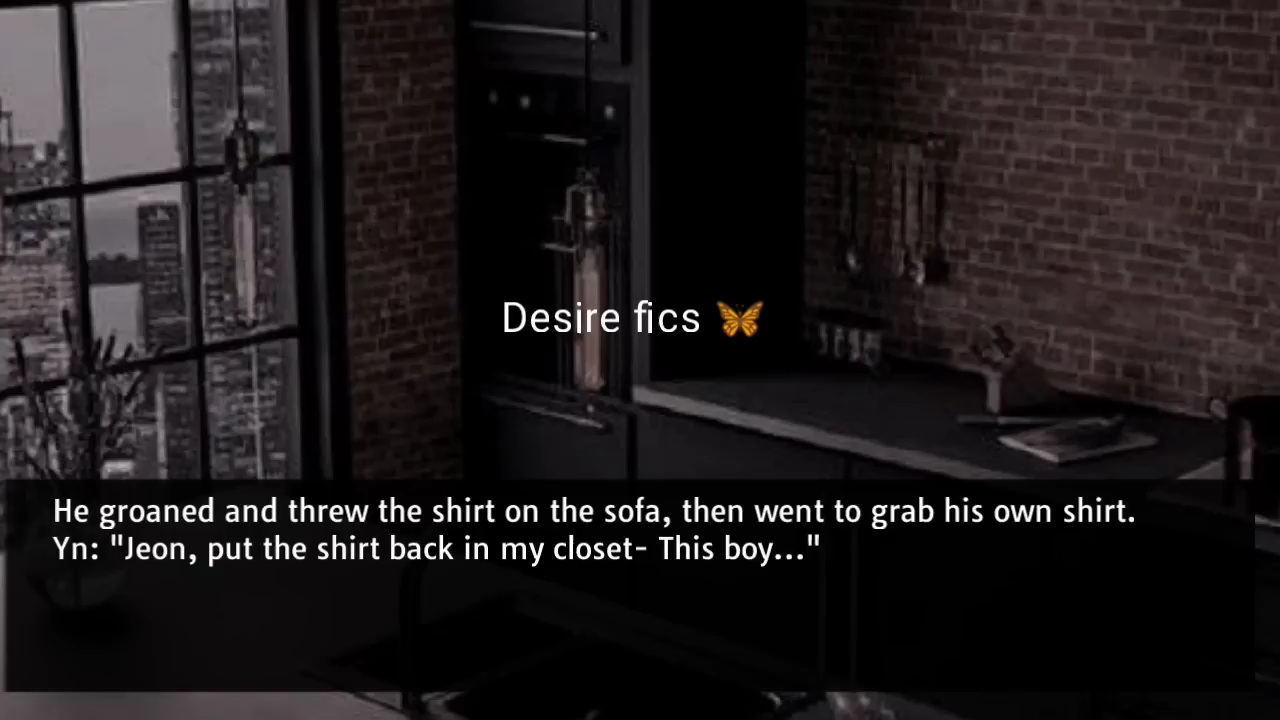 Desire fics 🦋
He groaned and threw the shirt on the sofa, then went to grab his own shirt.
Yn: "Jeon, put the shirt back in my closet- This boy..."